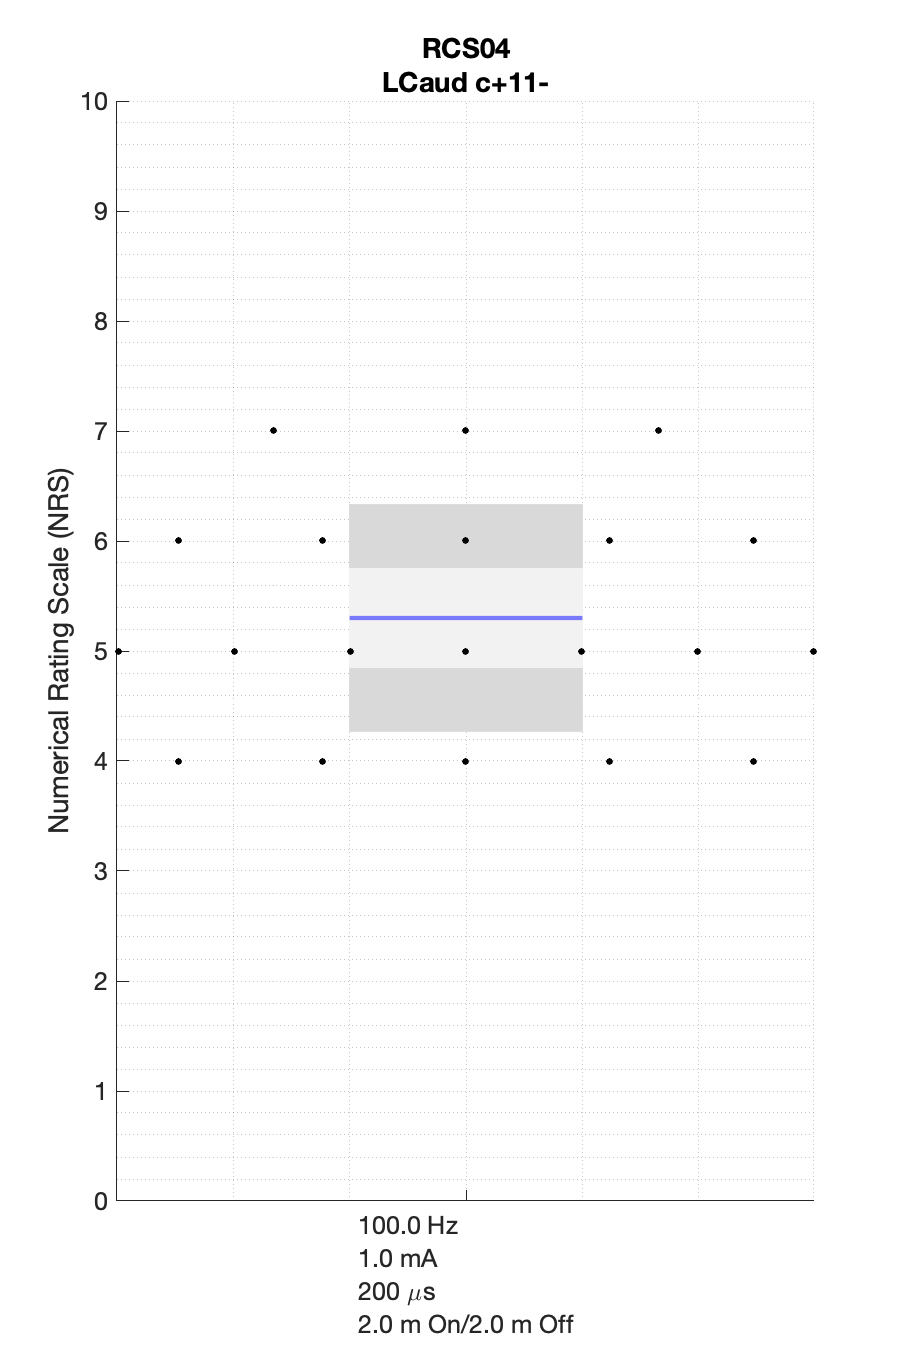 RCS04
LCaud c+11-
10
9
8
7
6
5
4
3
2
1
0
Numerical Rating Scale (NRS)
100.0 Hz
1.0 mA
200 μs
2.0 m On/2.0 m Off